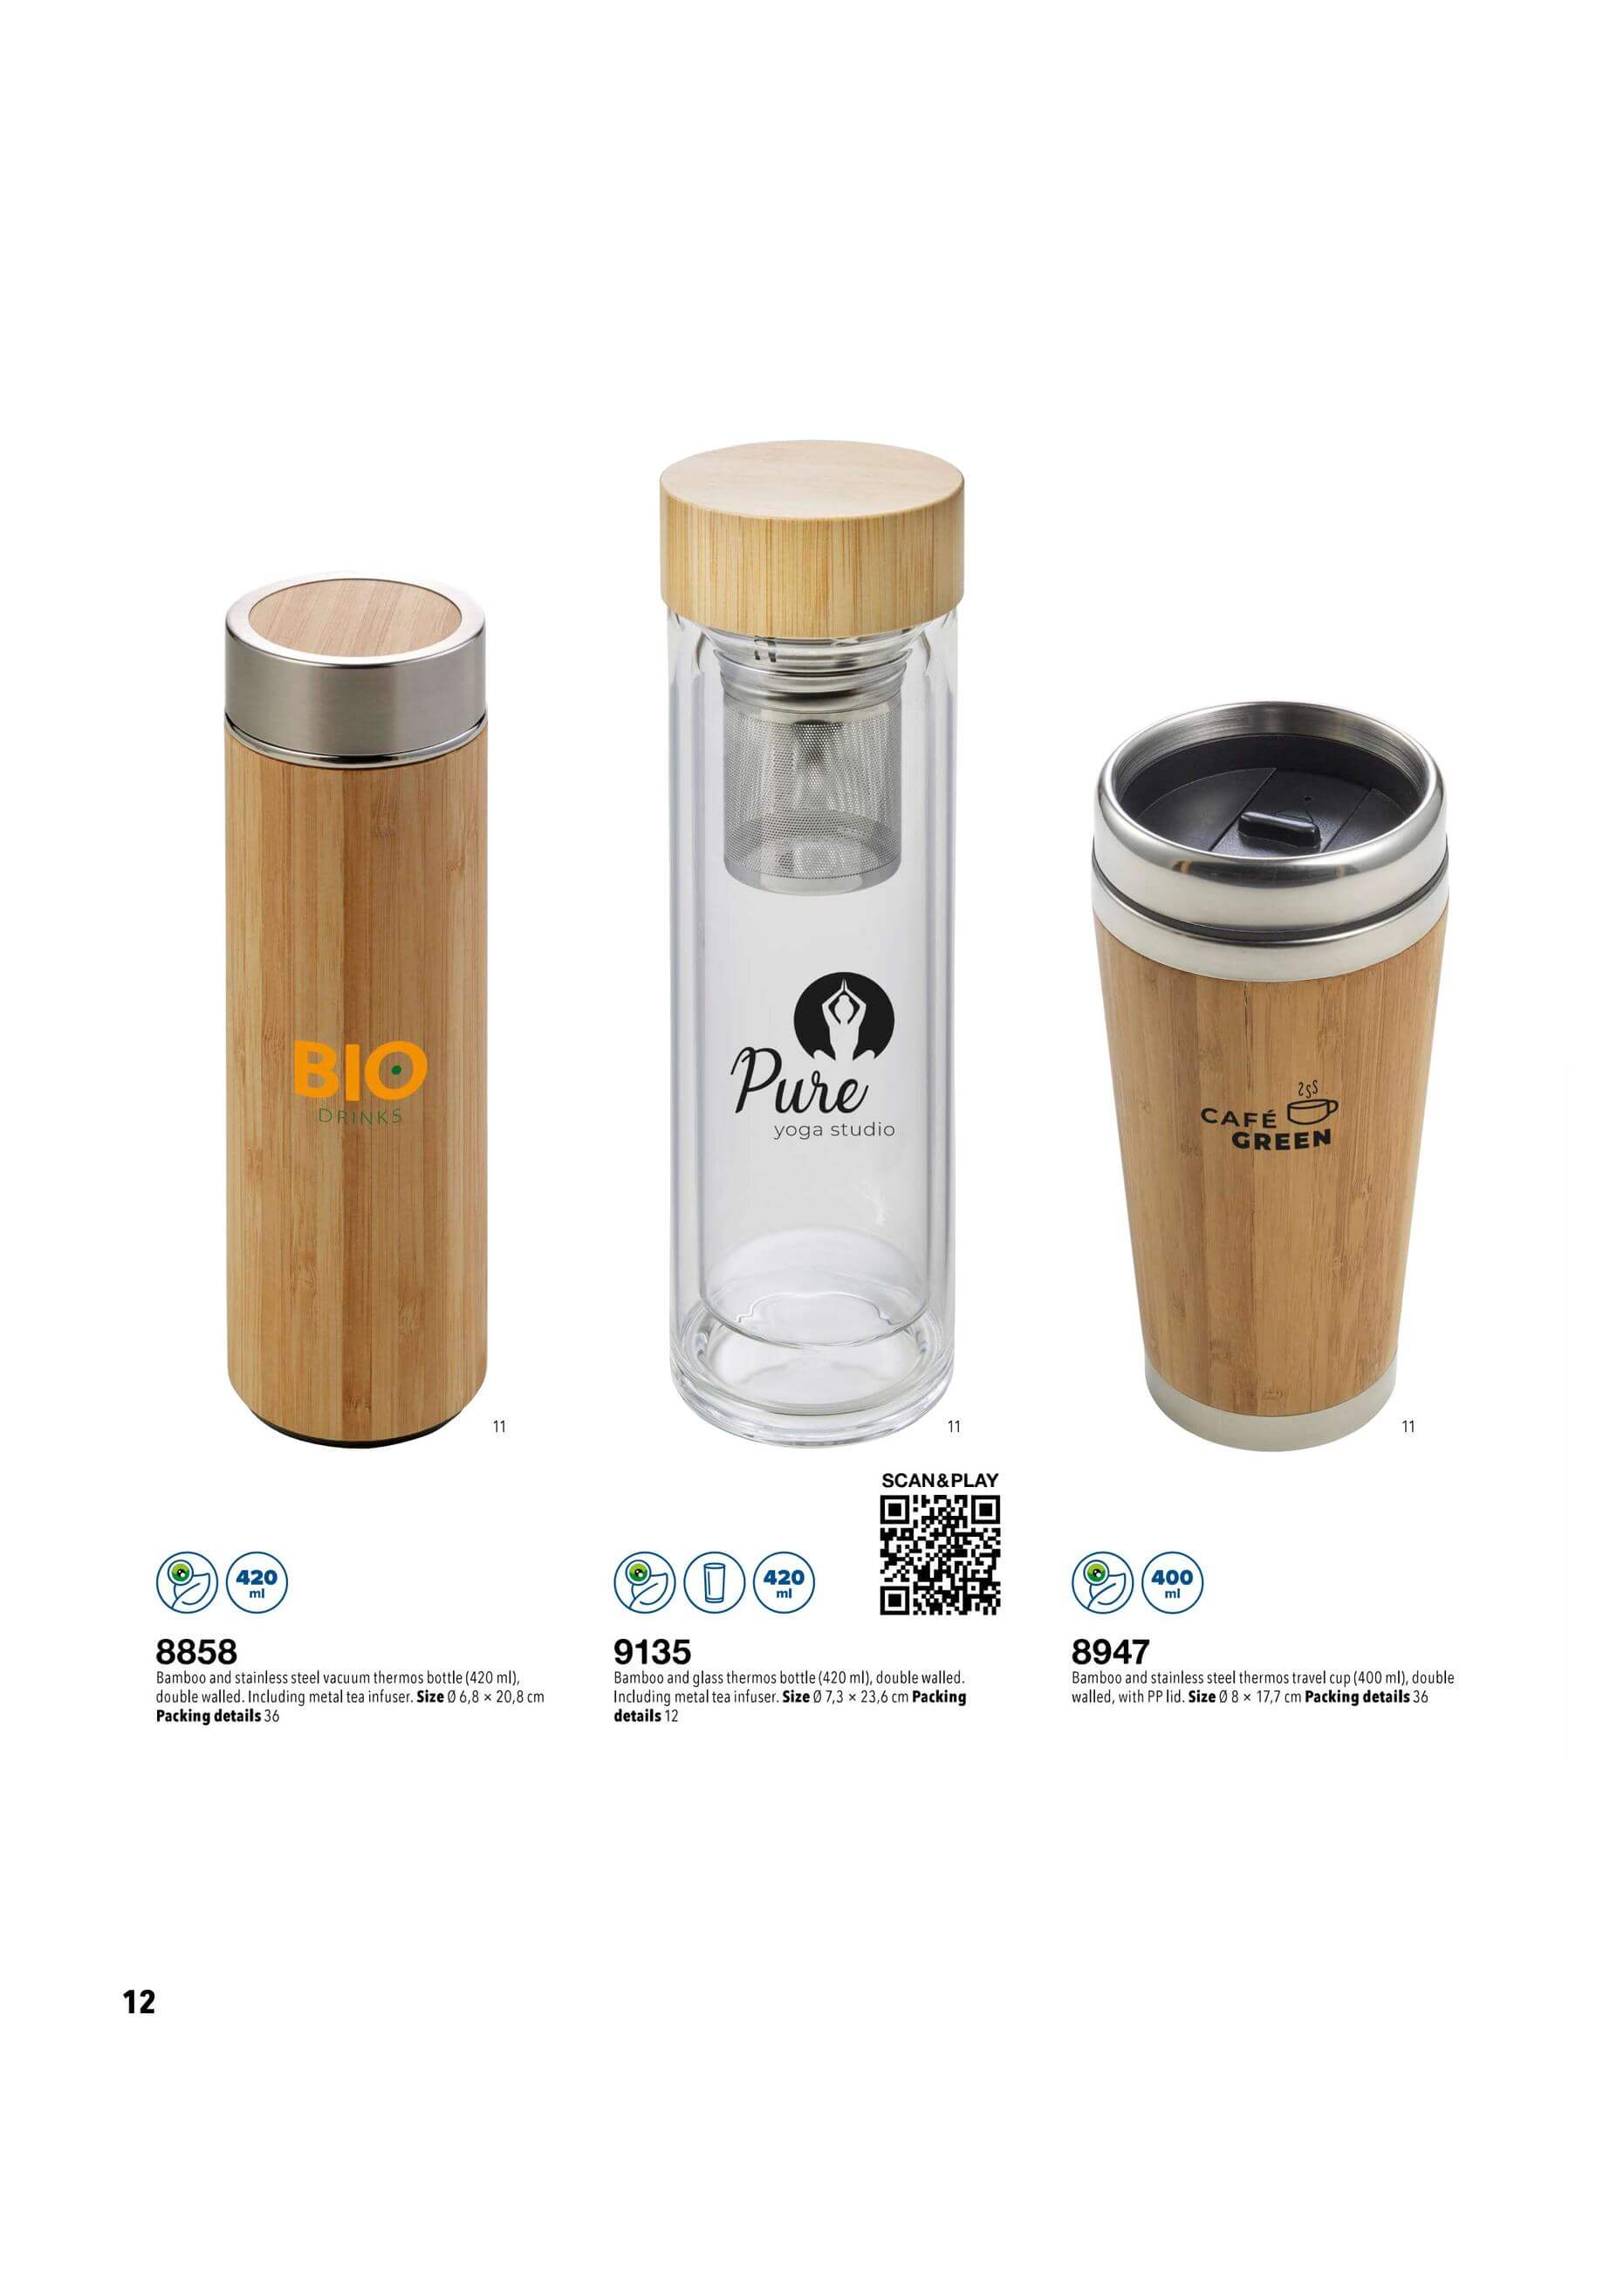 BIO
DRINKS
Pure
yoga studio
CAFÉ
GREEN
11
11
11
SCAN&PLAY
420
ml
8858
Bamboo and stainless steel vacuum thermos bottle (420 ml),
double walled. Including metal tea infuser. Size Ø 6,8 × 20,8 cm
Packing details 36
420
ml
9135
Bamboo and glass thermos bottle (420 ml), double walled.
Including metal tea infuser. Size Ø 7,3 × 23,6 cm Packing
details 12
400
ml
8947
Bamboo and stainless steel thermos travel cup (400 ml), double
walled, with PP lid. Size Ø 8 × 17,7 cm Packing details 36
12